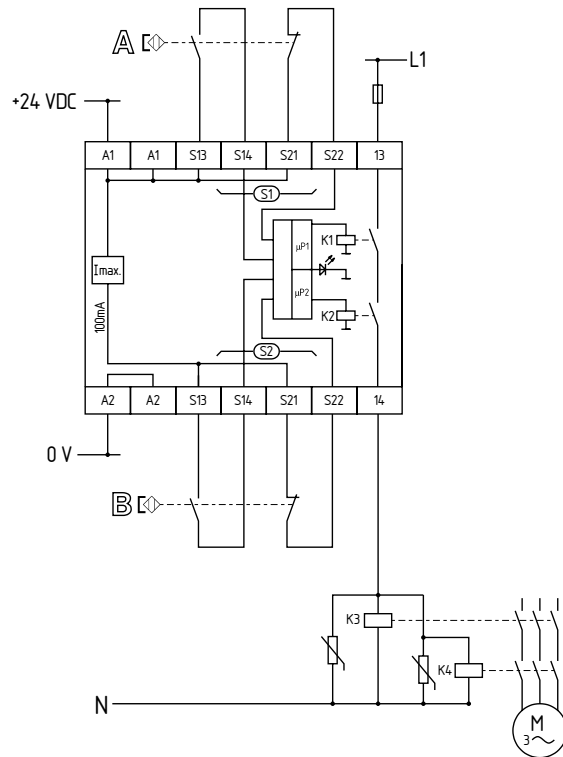 A
L1
+24 VDC
A1 A1 S13 S14 S21 S22 13
S1
K1
µP1
Imax.
100mA
µP2
K2
S2
A2 A2 S13 S14 S21 S22 14
0 V
B
K3
K4
N
M
3